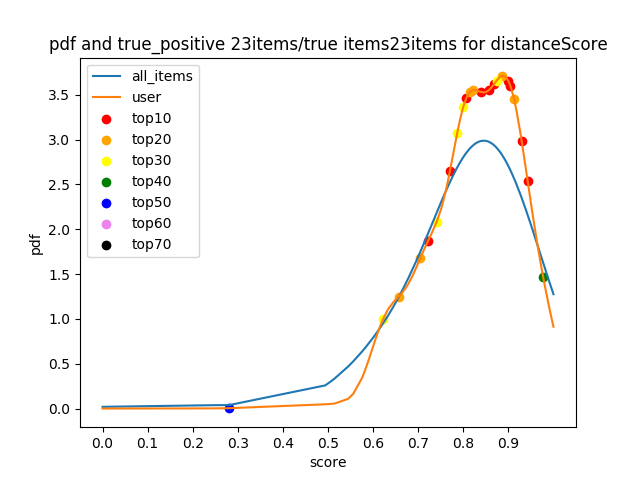 pdf and true_positive 23items/true items23items for distanceScore
all_items
user
top10
top20
top30
top40
top50
top60
top70
pdf
3.5
3.0
2.5
2.0
1.5
1.0
0.5
0.0
0.0 0.1 0.2 0.3 0.4 0.5 0.6 0.7 0.8 0.9
score